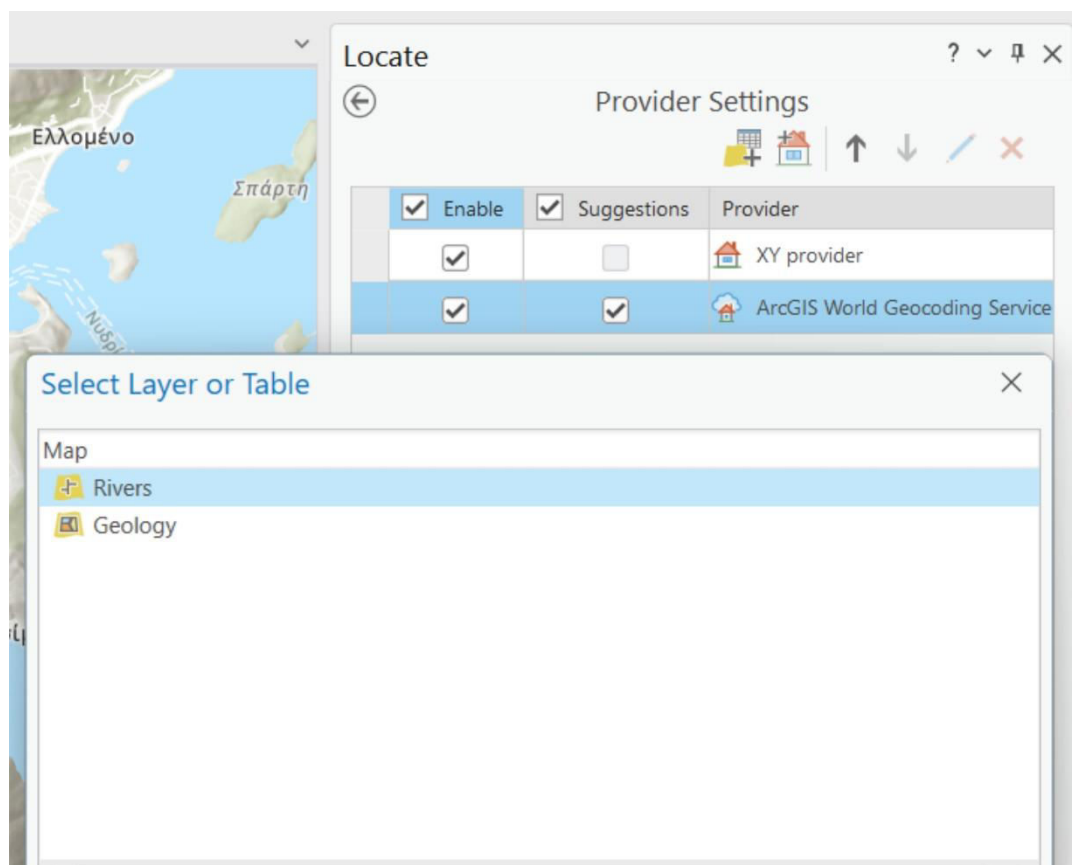 Locate
?
Provider Settings
Ελλομένο
Σπάρτη
Enable Suggestions Provider
XY provider
ArcGIS World Geocoding Service
Select Layer or Table
Map
Rivers
Geology